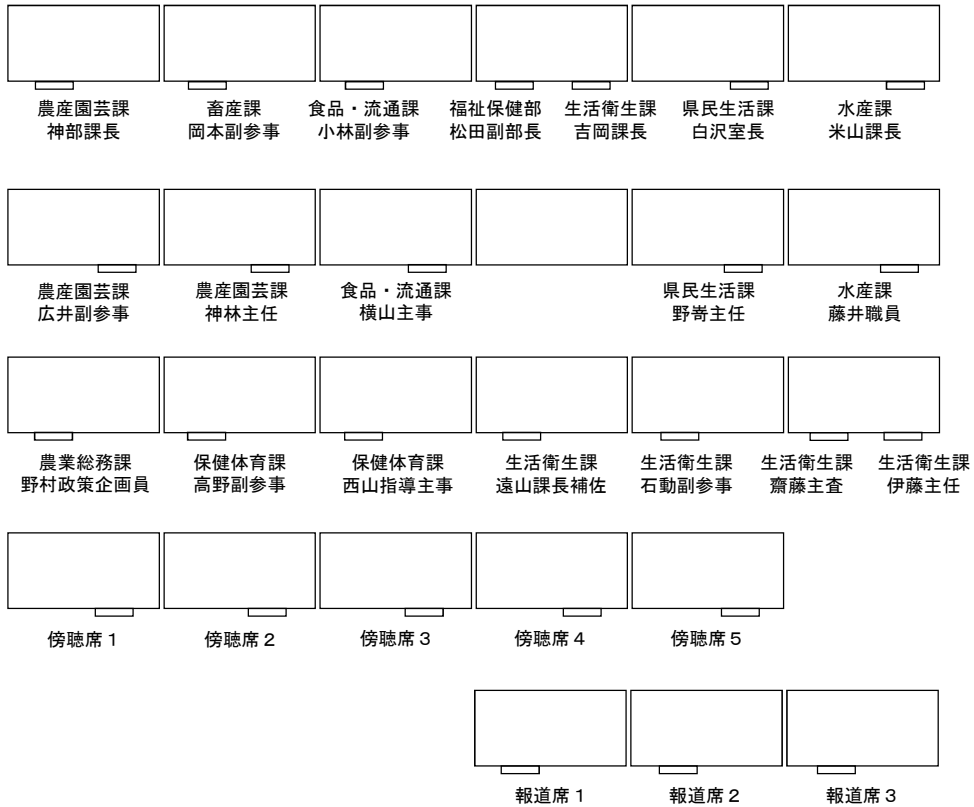 農産園芸課
神部課長
畜産課
岡本副参事
食品・流通課
小林副参事
福祉保健部
松田副部長
生活衛生課
吉岡課長
県民生活課
白沢室長
水産課
米山課長
農産園芸課
広井副参事
農産園芸課
神林主任
食品・流通課
横山主事
県民生活課
野嵜主任
水産課
藤井職員
農業総務課
野村政策企画員
保健体育課
高野副参事
保健体育課
西山指導主事
生活衛生課
遠山課長補佐
生活衛生課
石動副参事
生活衛生課
齋藤主査
生活衛生課
伊藤主任
傍聴席１
傍聴席２
傍聴席３
傍聴席４
傍聴席５
報道席１
報道席２
報道席３